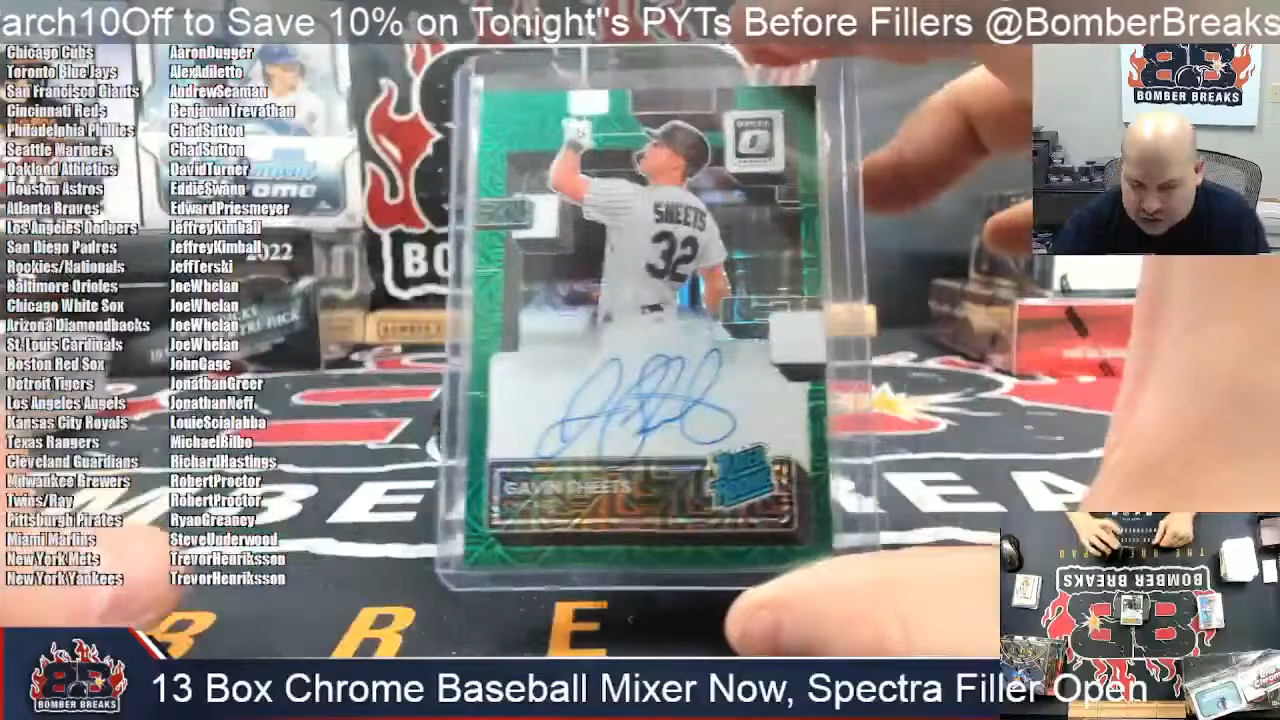 arch10Off to Save 10% on Tonight"s PYTs Before Fillers @BomberBreaks
Chicago Cubs AaronDugger
Toronto Blue Jays AlexAdiletto
San Francisco Giants AndrewSeaman
Cincinnati Reds BenjaminTrevathan
Philadelphia Phillies ChadSutton
Seattle Mariners ChadSutton
Oakland Athletics DavidTurner
Houston Astros EddieSwann
Atlanta Braves EdwardPriesmeyer
Los Angeles Dodgers JeffreyKimball
San Diego Padres JeffreyKimball
Rockies/Nationals JeffTerski
Baltimore Orioles JoeWhelan
Chicago White Sox JoeWhelan
Arizona Diamondbacks JoeWhelan
St. Louis Cardinals JoeWhelan
Boston Red Sox JohnGage
Detroit Tigers JonathanGreer
Los Angeles Angels JonathanNeff
Kansas City Royals LouieScialabba
Texas Rangers MichaelRilbo
Cleveland Guardians RichardHastings
Milwaukee Brewers RobertProctor
Twins/Ray RobertProctor
Pittsburgh Pirates RyanGreaney
Miami Marlins SteveUnderwood
New York Mets TrevorHenriksson
New York Yankees TrevorHenriksson
2022
SHEETS
32
GAVIN SHEETS
BOMBER BREAKS
BOMBER BREAKS
B R E
BOMBER BREAKS
13 Box Chrome Baseball Mixer Now, Spectra Filler Open